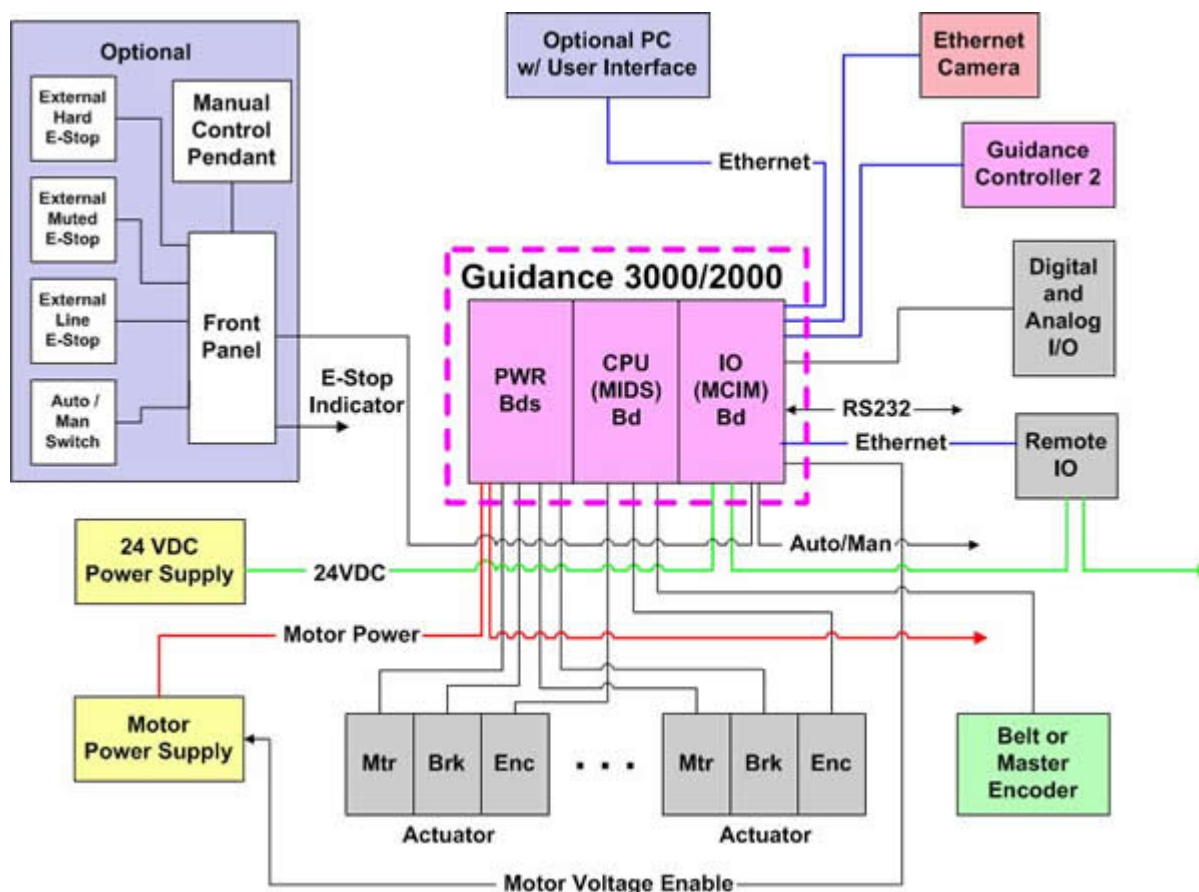 Optional
External
Hard
E-Stop
Manual
Control
Pendant
External
Muted
E-Stop
External
Line
E-Stop
Auto /
Man
Switch
Front
Panel
E-Stop
Indicator
Optional PC
w/ User Interface
Ethernet
Camera
Ethernet
Guidance
Controller 2
Guidance 3000/2000
PWR
Bds
CPU
(MIDS)
Bd
IO
(MCIM)
Bd
Digital
and
Analog
I/O
RS232
Ethernet
Remote
IO
Auto/Man
24 VDC
Power Supply
24VDC
Motor Power
Motor
Power Supply
Mtr
Brk
Enc
. . .
Mtr
Brk
Enc
Actuator
Actuator
Belt or
Master
Encoder
Motor Voltage Enable